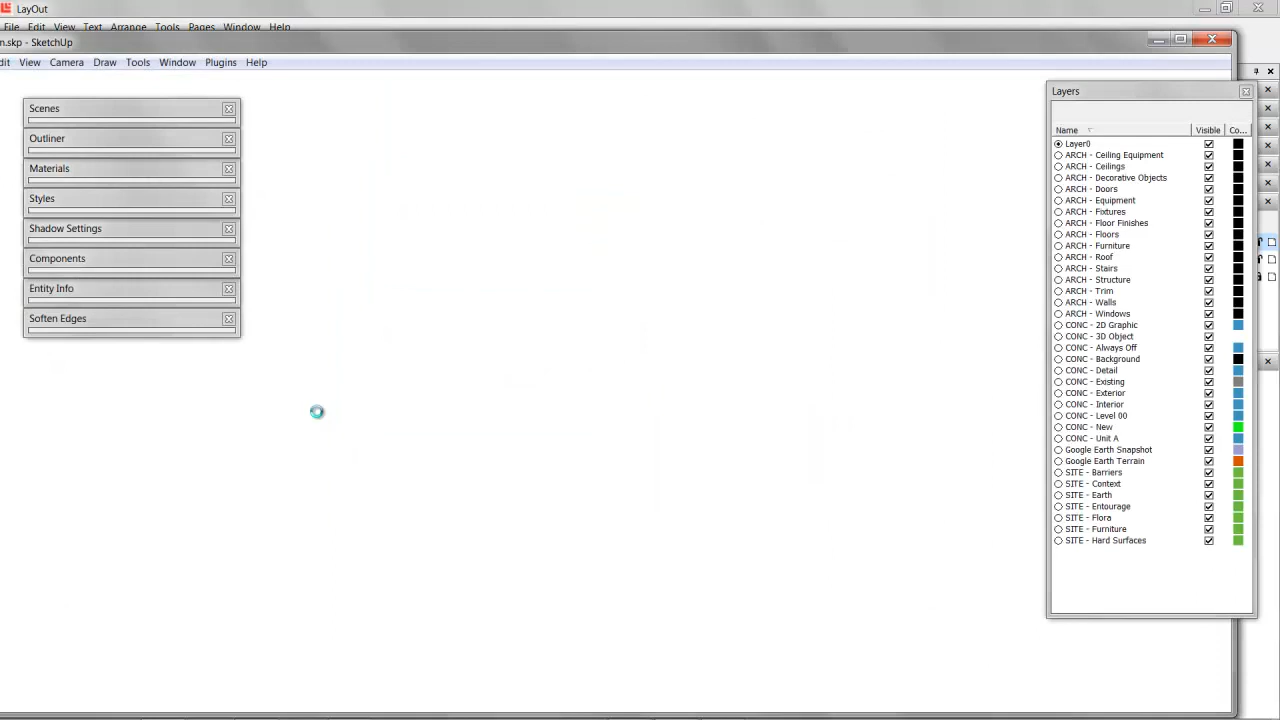 LayOut
File Edit View Text Arrange Tools Pages Window Help
n.skp - SketchUp
dit View Camera Draw Tools Window Plugins Help
Scenes
Outliner
Materials
Styles
Shadow Settings
Components
Entity Info
Soften Edges
Layers
Name Visible Co...
Layer0
ARCH - Ceiling Equipment
ARCH - Ceilings
ARCH - Decorative Objects
ARCH - Doors
ARCH - Equipment
ARCH - Fixtures
ARCH - Floor Finishes
ARCH - Floors
ARCH - Furniture
ARCH - Roof
ARCH - Stairs
ARCH - Structure
ARCH - Trim
ARCH - Walls
ARCH - Windows
CONC - 2D Graphic
CONC - 3D Object
CONC - Always Off
CONC - Background
CONC - Detail
CONC - Existing
CONC - Exterior
CONC - Interior
CONC - Level 00
CONC - New
CONC - Unit A
Google Earth Snapshot
Google Earth Terrain
SITE - Barriers
SITE - Context
SITE - Earth
SITE - Entourage
SITE - Flora
SITE - Furniture
SITE - Hard Surfaces